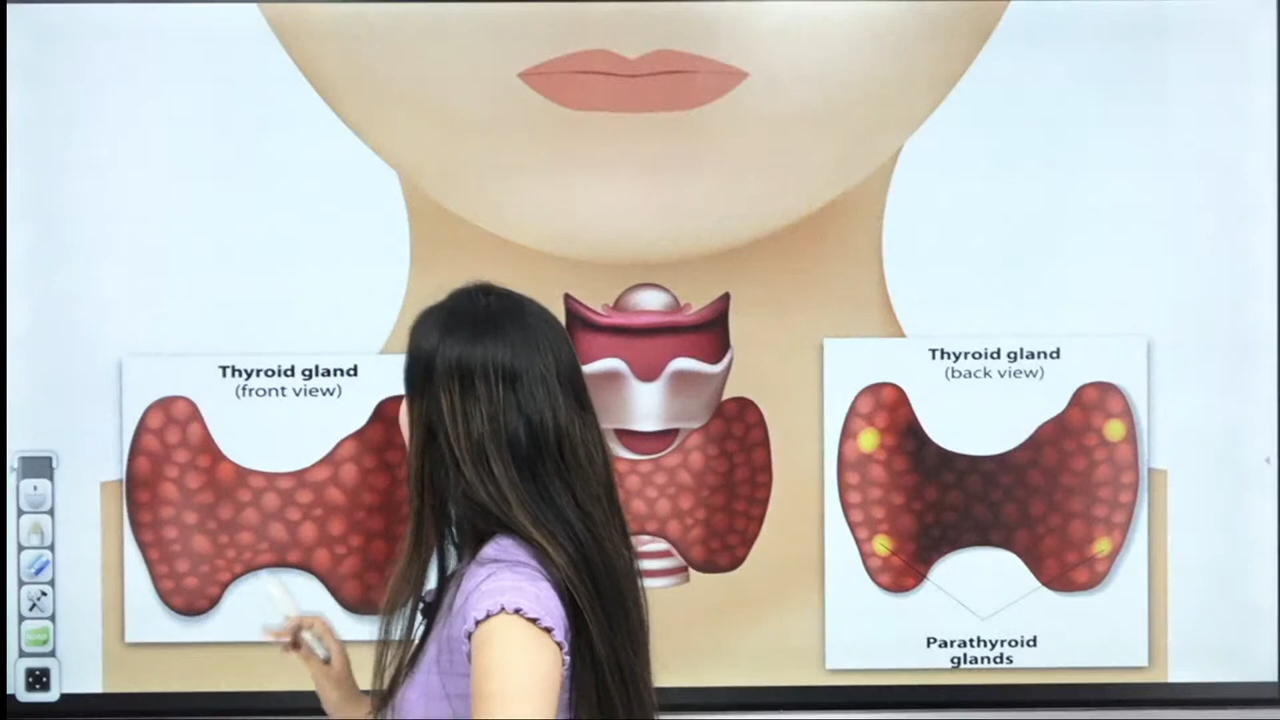 Thyroid gland
(front view)
Thyroid gland
(back view)
Parathyroid
glands